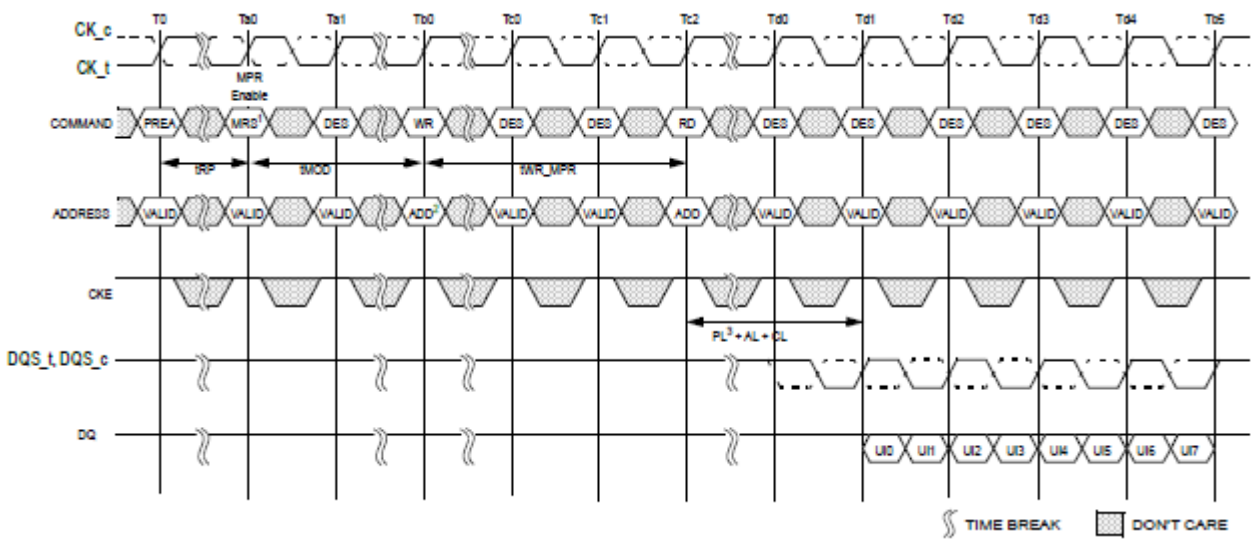 T0 Ta0 Ta1 Tb0 Tc0 Tc1 Tc2 Td0 Td1 Td2 Td3 Td4 Tb5
CK_c
CK_t
MPR
Enable
COMMAND PREA MRS1 DES WR DES DES RD DES DES DES DES DES DES
tRP tMOD tWR_MPR
ADDRESS VALID VALID VALID ADD2 VALID VALID ADD VALID VALID VALID VALID VALID VALID
CKE
PL3 + AL + CL
DQS_t, DQS_c
DQ UI0 UI1 UI2 UI3 UI4 UI5 UI6 UI7
TIME BREAK DON'T CARE